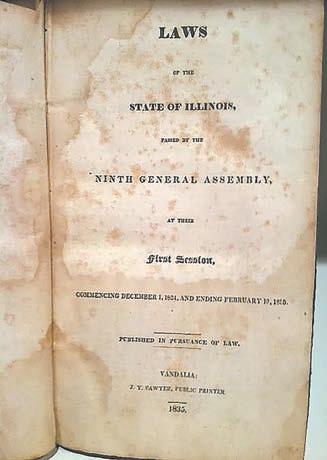 LAWS
OF THE
STATE OF ILLINOIS,
PASSED BY THE
NINTH GENERAL ASSEMBLY,
AT THEIR
First Session,
COMMENCING DECEMBER 1, 1834, AND ENDING FEBRUARY 13, 1835.
PUBLISHED IN PURSUANCE OF LAW.
VANDALIA:
J. Y. SAWYER, PUBLIC PRINTER
1835.